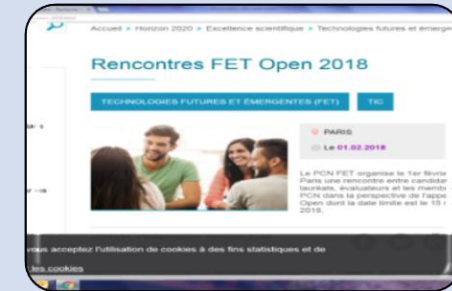 Accueil > Horizon 2020 > Excellence scientifique > Technologies futures et émerge
Rencontres FET Open 2018
TECHNOLOGIES FUTURES ET ÉMERGENTES (FET)
TIC
PARIS
Le 01.02.2018
Le PCN FET organise le 1er févrie
Paris une rencontre entre candidat
lauréats, évaluateurs et les membr
PCN dans la perspective de l'appe
Open dont la date limite est le 15
2018.
vous acceptez l'utilisation de cookies à des fins statistiques et de
les cookies